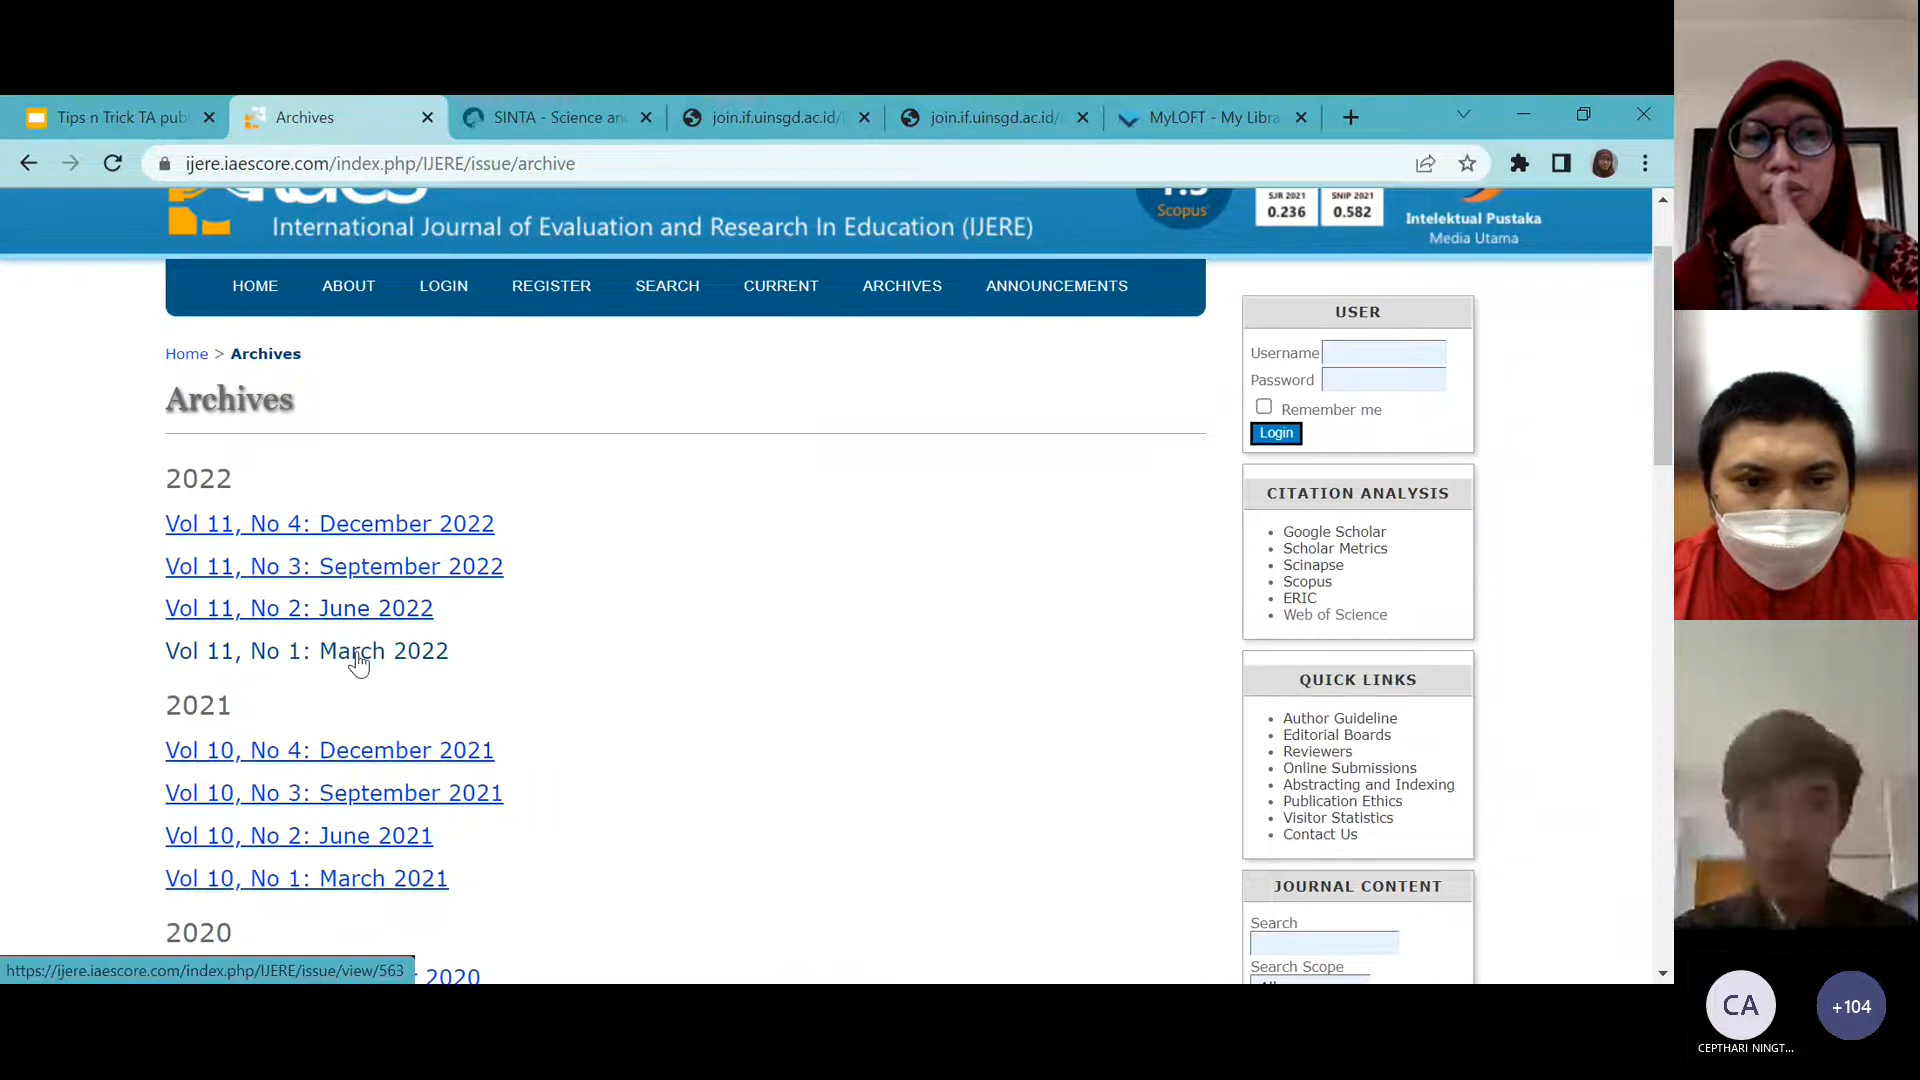 Tips n Trick TA pub
Archives
SINTA - Science an
join.if.uinsgd.ac.id/
join.if.uinsgd.ac.id/
MyLOFT - My Libra
ijere.iaescore.com/index.php/IJERE/issue/archive
International Journal of Evaluation and Research In Education (IJERE)
Scopus
SJR 2021
0.236
SNIP 2021
0.582
Intelektual Pustaka
Media Utama
HOME
ABOUT
LOGIN
REGISTER
SEARCH
CURRENT
ARCHIVES
ANNOUNCEMENTS
Home > Archives
Archives
2022
Vol 11, No 4: December 2022
Vol 11, No 3: September 2022
Vol 11, No 2: June 2022
Vol 11, No 1: March 2022
2021
Vol 10, No 4: December 2021
Vol 10, No 3: September 2021
Vol 10, No 2: June 2021
Vol 10, No 1: March 2021
2020
2020
https://ijere.iaescore.com/index.php/IJERE/issue/view/563
USER
Username
Password
Remember me
Login
CITATION ANALYSIS
Google Scholar
Scholar Metrics
Scinapse
Scopus
ERIC
Web of Science
QUICK LINKS
Author Guideline
Editorial Boards
Reviewers
Online Submissions
Abstracting and Indexing
Publication Ethics
Visitor Statistics
Contact Us
JOURNAL CONTENT
Search
Search Scope
CA
+104
CEPTHARI NINGT...